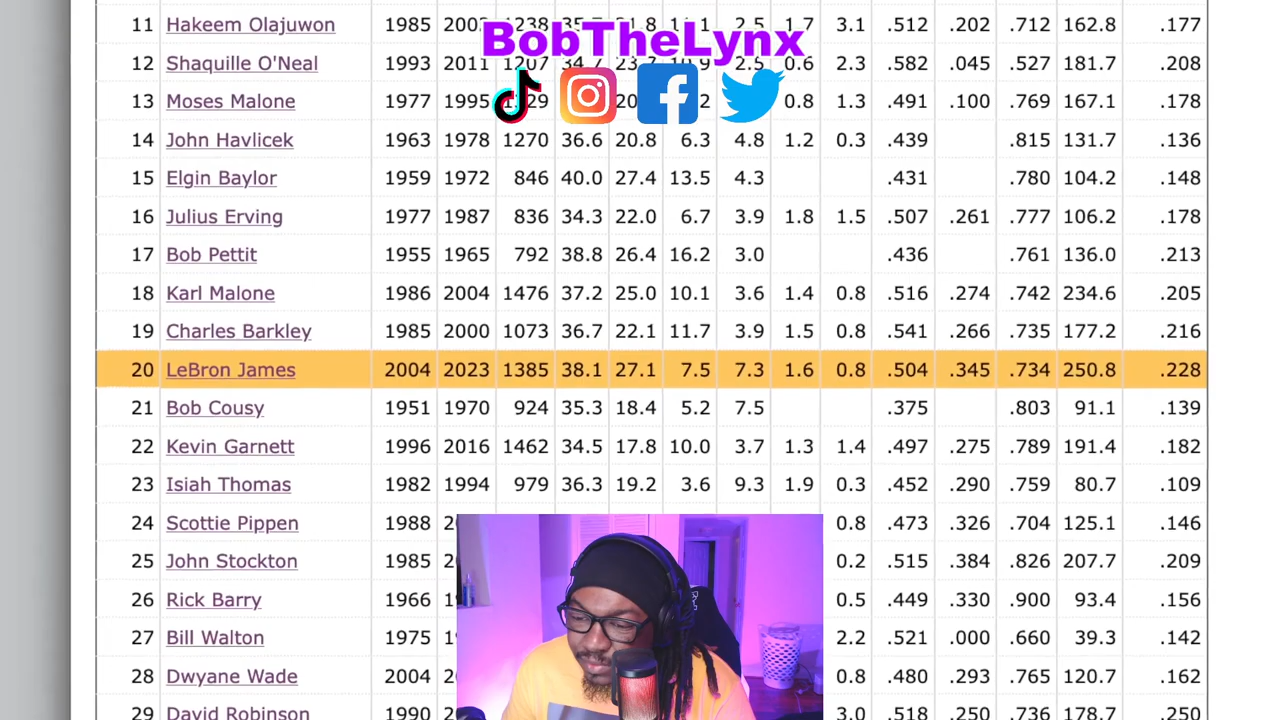 BobTheLynx
11 Hakeem Olajuwon 1985 1238 2.5 1.7 3.1 .512 .202 .712 162.8 .177
12 Shaquille O'Neal 1993 2011 1207 34.7 2.5 0.6 2.3 .582 .045 .527 181.7 .208
13 Moses Malone 1977 1995 0.8 1.3 .491 .100 .769 167.1 .178
14 John Havlicek 1963 1978 1270 36.6 20.8 6.3 4.8 1.2 0.3 .439 .815 131.7 .136
15 Elgin Baylor 1959 1972 846 40.0 27.4 13.5 4.3 .431 .780 104.2 .148
16 Julius Erving 1977 1987 836 34.3 22.0 6.7 3.9 1.8 1.5 .507 .261 .777 106.2 .178
17 Bob Pettit 1955 1965 792 38.8 26.4 16.2 3.0 .436 .761 136.0 .213
18 Karl Malone 1986 2004 1476 37.2 25.0 10.1 3.6 1.4 0.8 .516 .274 .742 234.6 .205
19 Charles Barkley 1985 2000 1073 36.7 22.1 11.7 3.9 1.5 0.8 .541 .266 .735 177.2 .216
20 LeBron James 2004 2023 1385 38.1 27.1 7.5 7.3 1.6 0.8 .504 .345 .734 250.8 .228
21 Bob Cousy 1951 1970 924 35.3 18.4 5.2 7.5 .375 .803 91.1 .139
22 Kevin Garnett 1996 2016 1462 34.5 17.8 10.0 3.7 1.3 1.4 .497 .275 .789 191.4 .182
23 Isiah Thomas 1982 1994 979 36.3 19.2 3.6 9.3 1.9 0.3 .452 .290 .759 80.7 .109
24 Scottie Pippen 1988 0.8 .473 .326 .704 125.1 .146
25 John Stockton 1985 0.2 .515 .384 .826 207.7 .209
26 Rick Barry 1966 0.5 .449 .330 .900 93.4 .156
27 Bill Walton 1975 2.2 .521 .000 .660 39.3 .142
28 Dwyane Wade 2004 0.8 .480 .293 .765 120.7 .162
29 David Robinson 1990 3.0 .518 .250 .736 178.7 .250